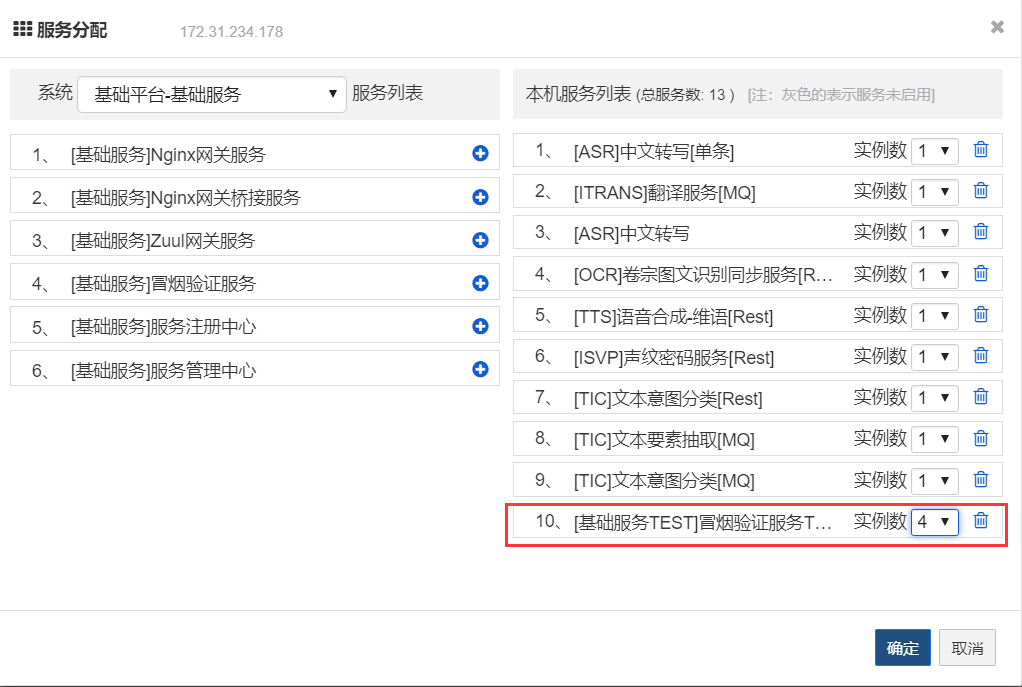 服务分配 172.31.234.178
系统 基础平台-基础服务 服务列表
1、 [基础服务]Nginx网关服务
2、 [基础服务]Nginx网关桥接服务
3、 [基础服务]Zuul网关服务
4、 [基础服务]冒烟验证服务
5、 [基础服务]服务注册中心
6、 [基础服务]服务管理中心
本机服务列表 (总服务数: 13 ) [注：灰色的表示服务未启用]
1、 [ASR]中文转写[单条] 实例数 1
2、 [ITRANS]翻译服务[MQ] 实例数 1
3、 [ASR]中文转写 实例数 1
4、 [OCR]卷宗图文识别同步服务[R... 实例数 1
5、 [TTS]语音合成-维语[Rest] 实例数 1
6、 [ISVP]声纹密码服务[Rest] 实例数 1
7、 [TIC]文本意图分类[Rest] 实例数 1
8、 [TIC]文本要素抽取[MQ] 实例数 1
9、 [TIC]文本意图分类[MQ] 实例数 1
10、 [基础服务TEST]冒烟验证服务T... 实例数 4
确定 取消